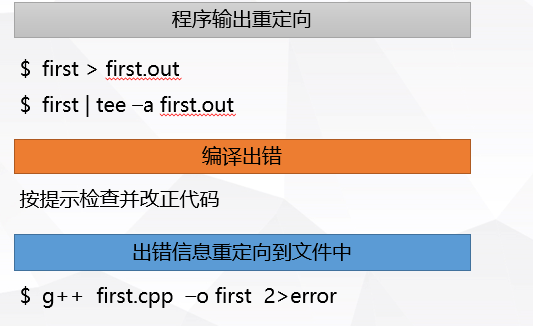 程序输出重定向
$ first > first.out
$ first | tee –a first.out
编译出错
按提示检查并改正代码
出错信息重定向到文件中
$ g++ first.cpp –o first 2>error